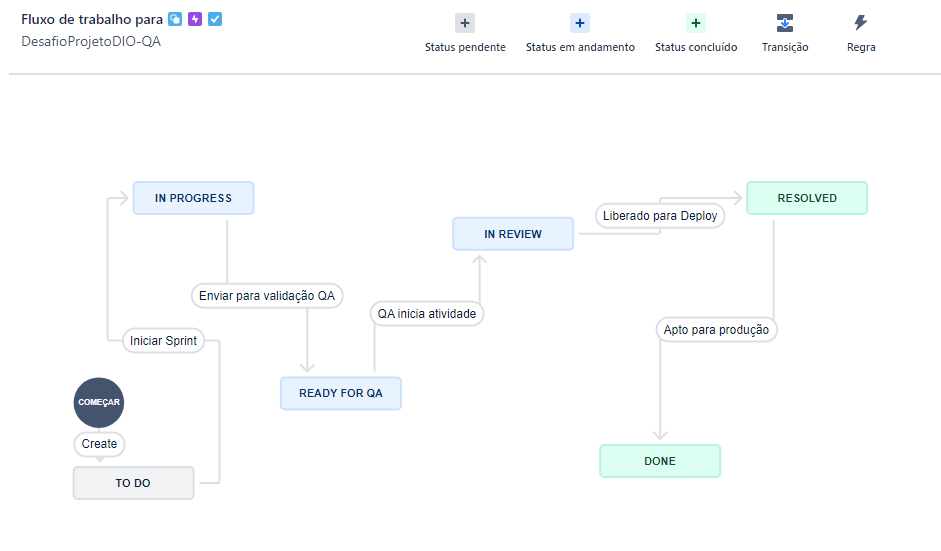 Fluxo de trabalho para
DesafioProjetoDIO-QA
Status pendente
Status em andamento
Status concluído
Transição
Regra
IN PROGRESS
RESOLVED
Liberado para Deploy
IN REVIEW
Enviar para validação QA
QA inicia atividade
Apto para produção
Iniciar Sprint
READY FOR QA
COMEÇAR
Create
DONE
TO DO